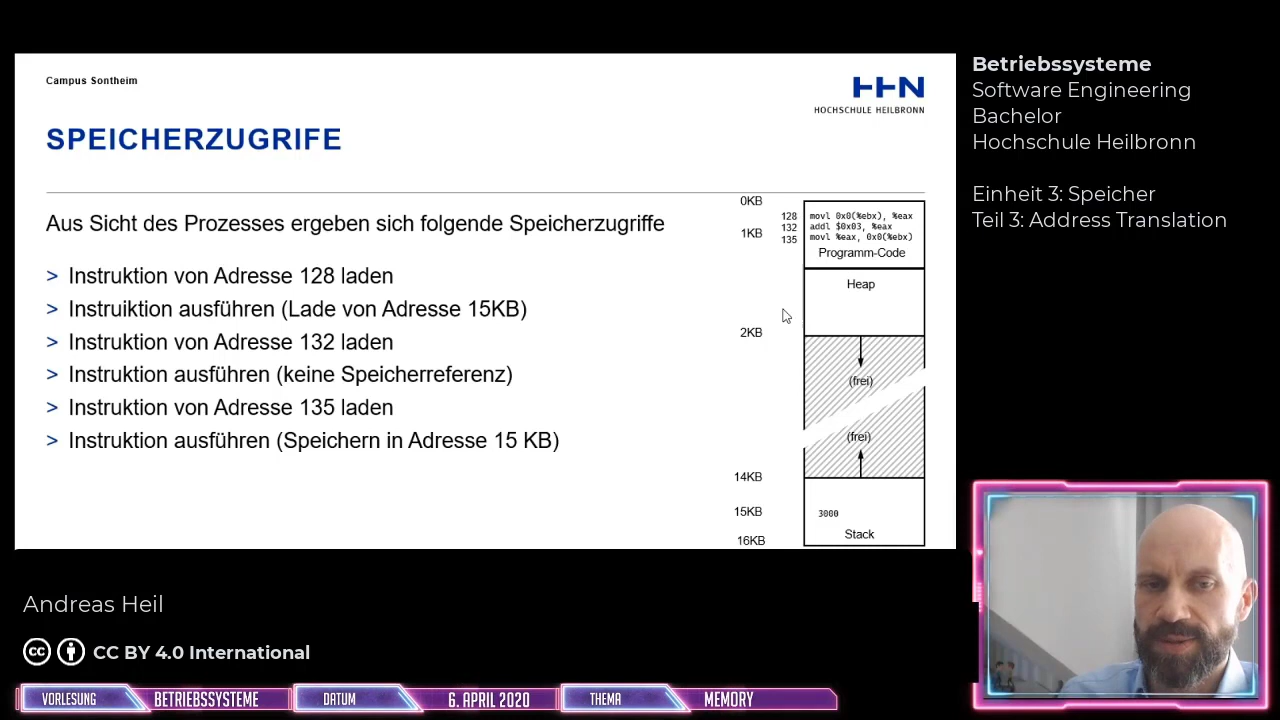 Campus Sontheim
HHN
HOCHSCHULE HEILBRONN
SPEICHERZUGRIFE
Aus Sicht des Prozesses ergeben sich folgende Speicherzugriffe
> Instruktion von Adresse 128 laden
> Instruiktion ausführen (Lade von Adresse 15KB)
> Instruktion von Adresse 132 laden
> Instruktion ausführen (keine Speicherreferenz)
> Instruktion von Adresse 135 laden
> Instruktion ausführen (Speichern in Adresse 15 KB)
0KB
128 movl 0x0(%ebx), %eax
132 addl $0x03, %eax
1KB
135 movl %eax, 0x0(%ebx)
Programm-Code
Heap
2KB
(frei)
(frei)
14KB
15KB
3000
Stack
16KB
Betriebssysteme
Software Engineering
Bachelor
Hochschule Heilbronn
Einheit 3: Speicher
Teil 3: Address Translation
Andreas Heil
cc
CC BY 4.0 International
VORLESUNG BETRIEBSSYSTEME DATUM 6. APRIL 2020 THEMA MEMORY